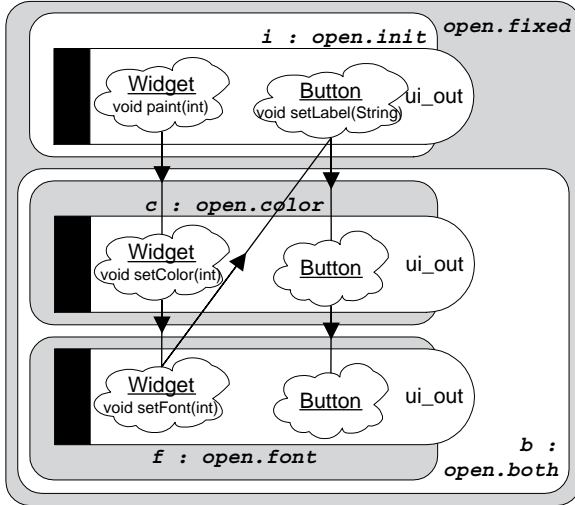 i : open.init
open.fixed
Widget
void paint(int)
Button
void setLabel(String)
ui_out
c : open.color
Widget
void setColor(int)
Button
ui_out
Widget
void setFont(int)
Button
ui_out
f : open.font
b :
open.both